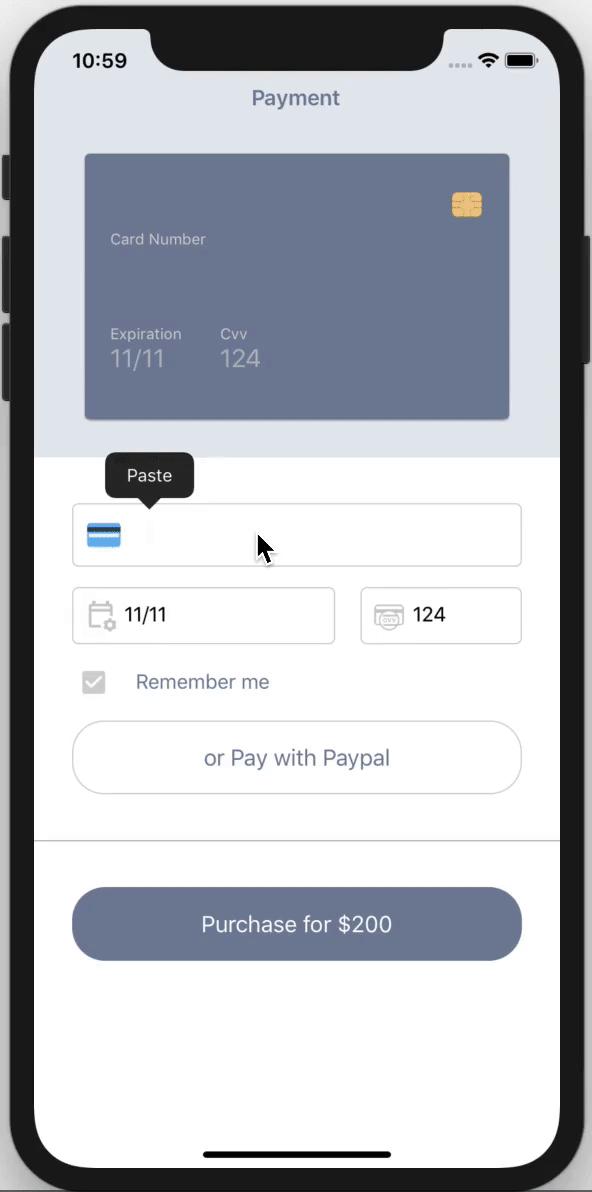 10:59
Payment
Card Number
Expiration Cvv
11/11 124
Paste
11/11 124
Remember me
or Pay with Paypal
Purchase for $200